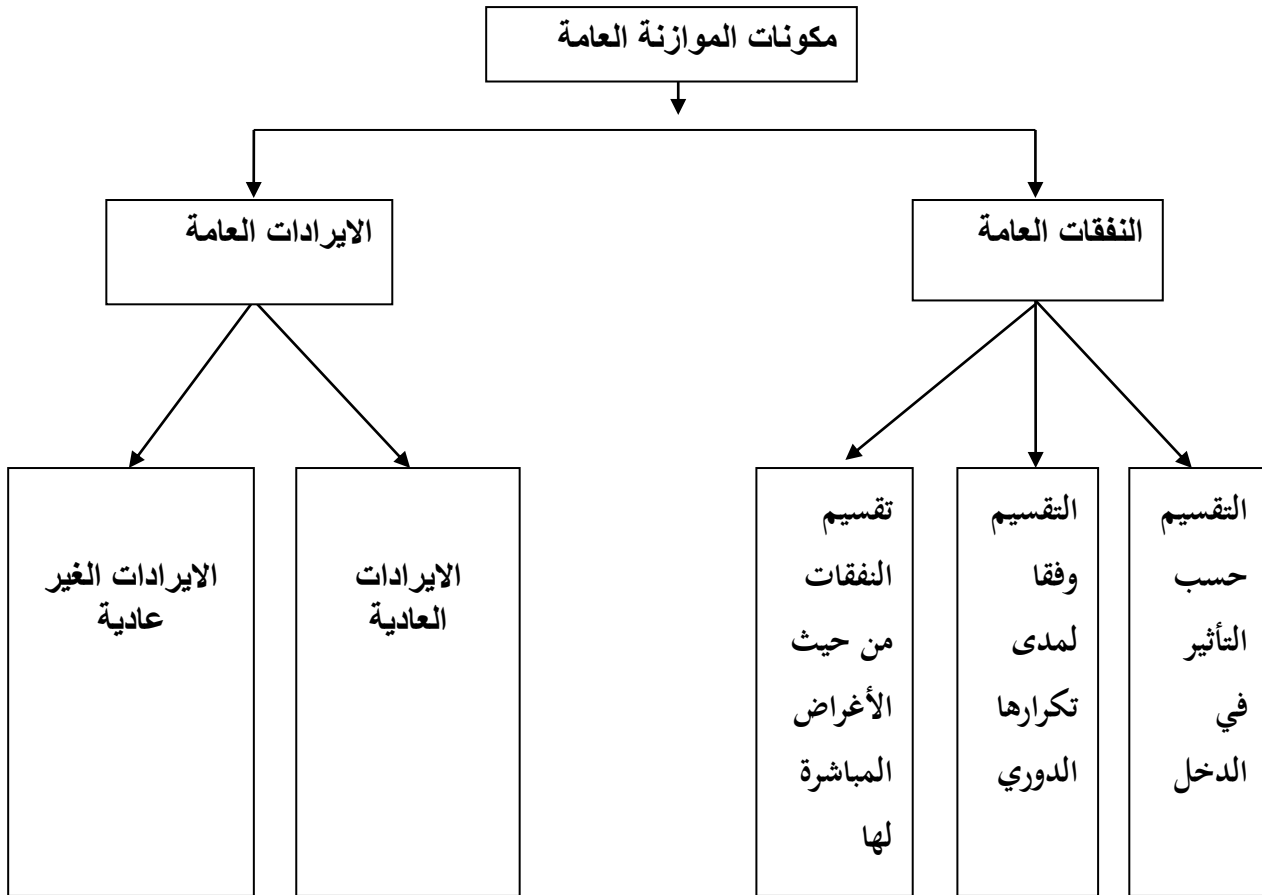 مكونات الموازنة العامة
النفقات العامة
الايرادات العامة
التقسيم
حسب
التأثير
في
الدخل
التقسيم
وفقا
لمدى
تكرارها
الدوري
تقسيم
النفقات
من حيث
الأغراض
المباشرة
لها
الايرادات
العادية
الايرادات الغير
عادية